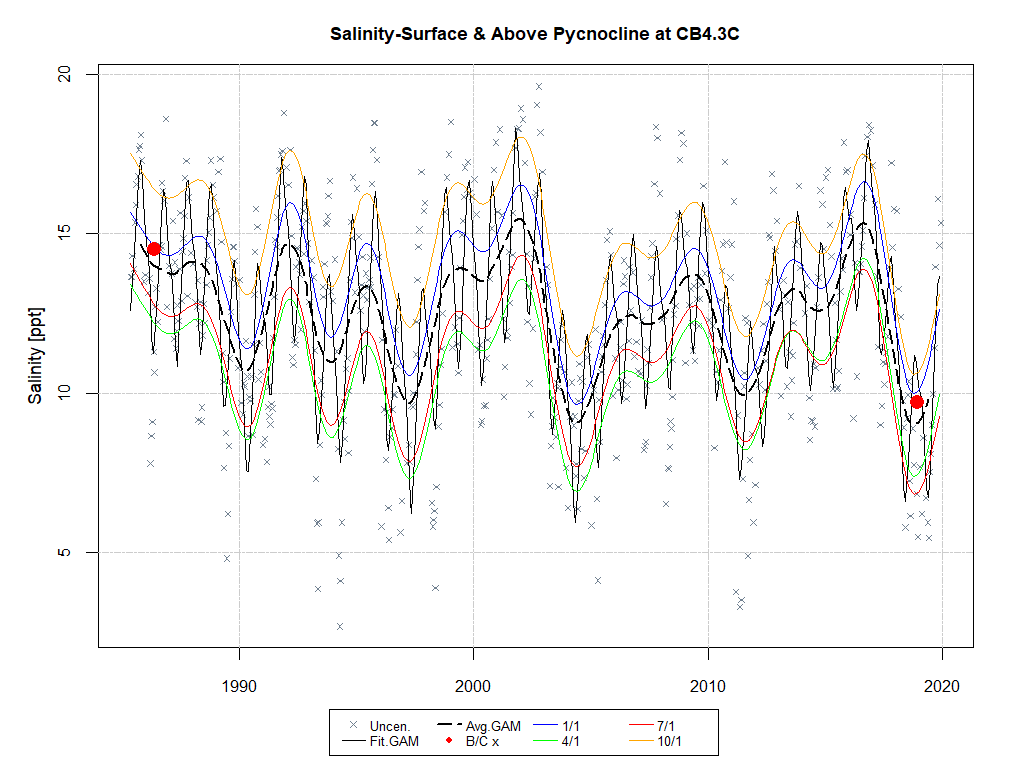 Salinity-Surface & Above Pycnocline at CB4.3C
20
15
10
5
Salinity [ppt]
1990 2000 2010 2020
Uncen. Avg.GAM 1/1 7/1
Fit.GAM B/C x 4/1 10/1